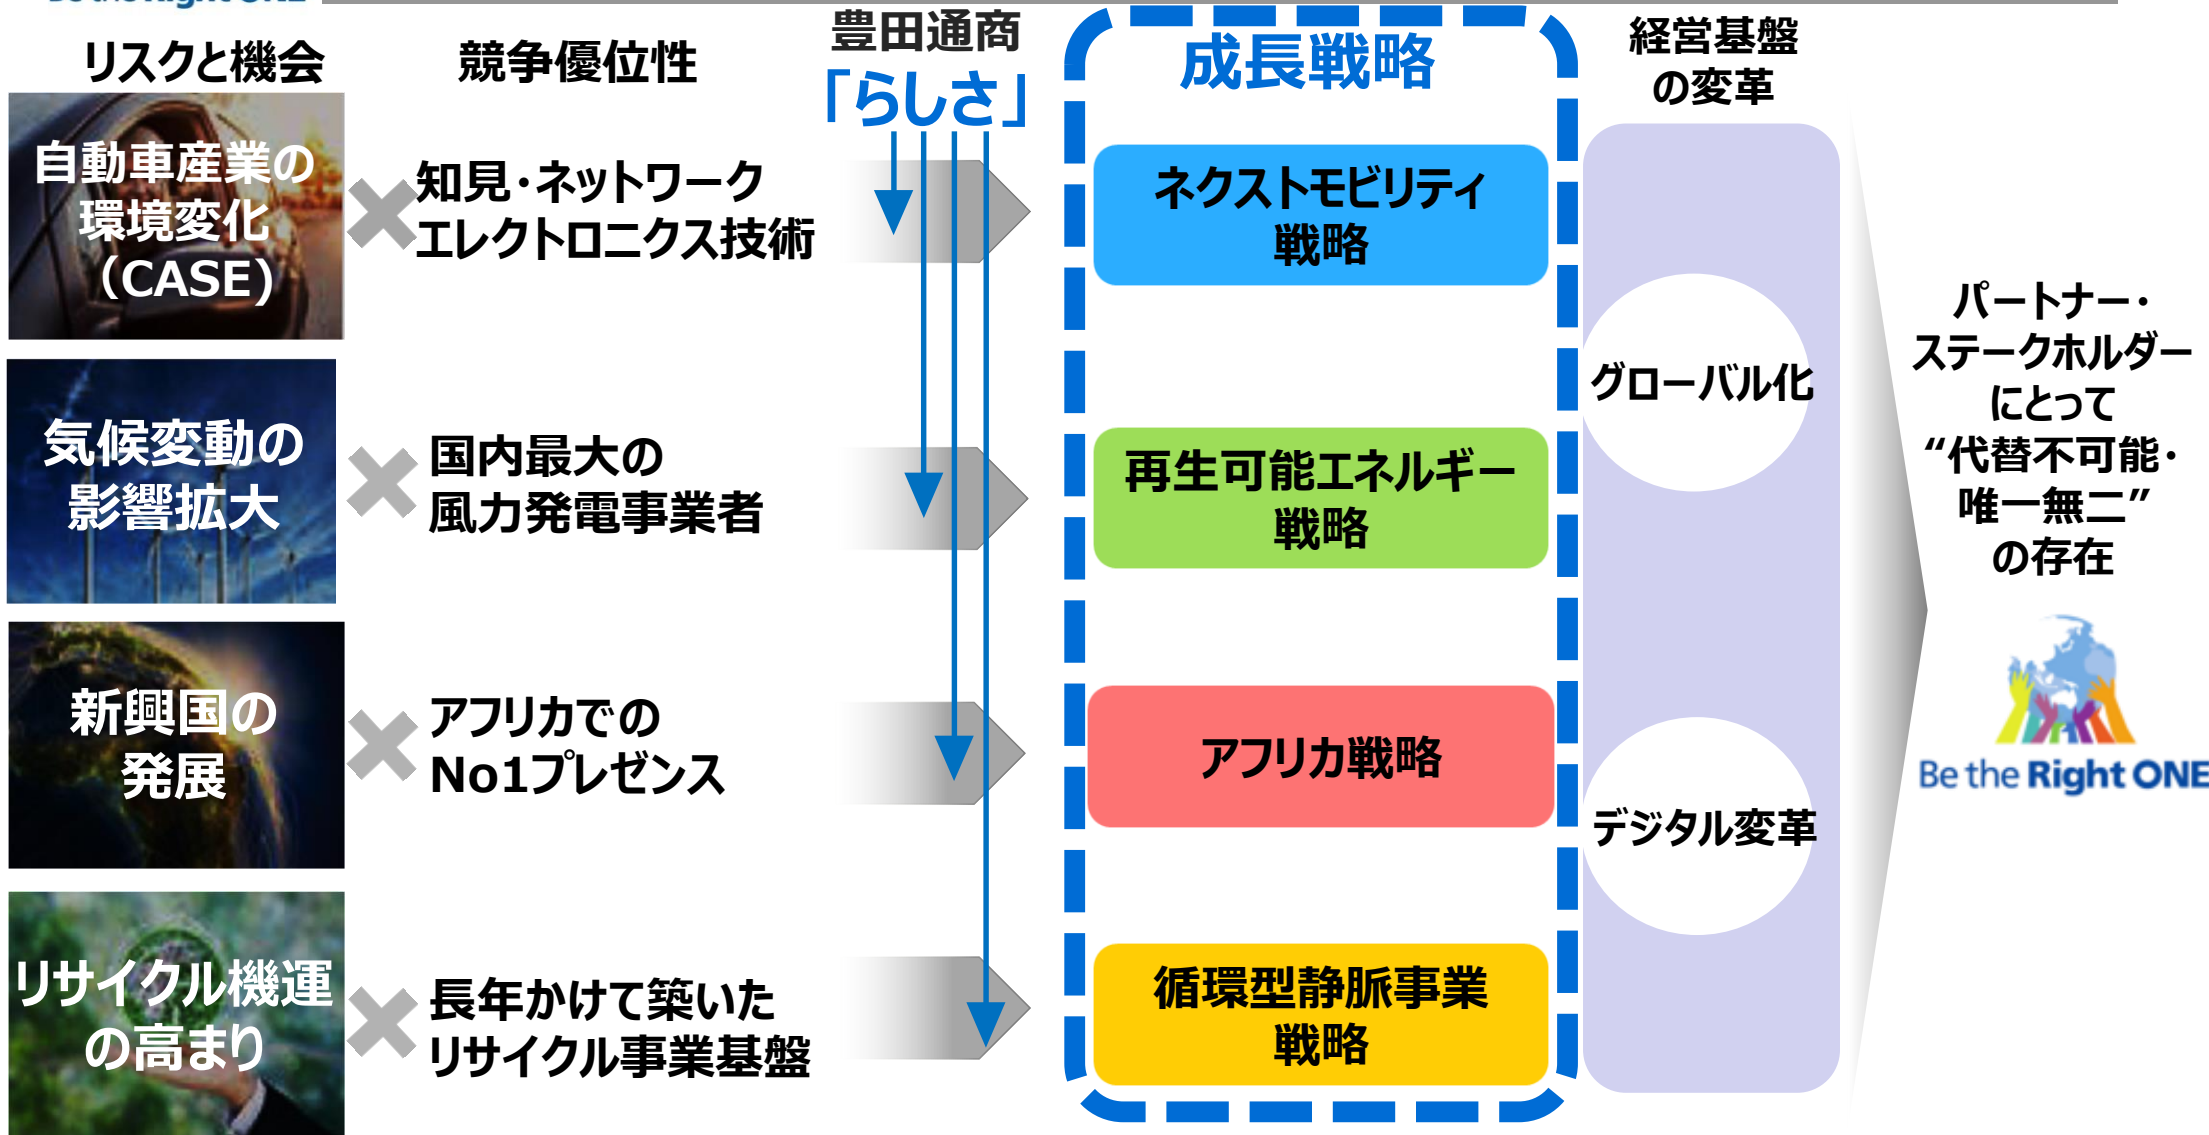 Be the Right ONE
リスクと機会
競争優位性
豊田通商
「らしさ」
成長戦略
経営基盤
の変革
自動車産業の
環境変化
（CASE）
知見・ネットワーク
エレクトロニクス技術
ネクストモビリティ
戦略
気候変動の
影響拡大
国内最大の
風力発電事業者
再生可能エネルギー
戦略
新興国の
発展
アフリカでの
No1プレゼンス
アフリカ戦略
リサイクル機運
の高まり
長年かけて築いた
リサイクル事業基盤
循環型静脈事業
戦略
グローバル化
デジタル変革
パートナー・
ステークホルダー
にとって
“代替不可能・
唯一無二”
の存在
Be the Right ONE